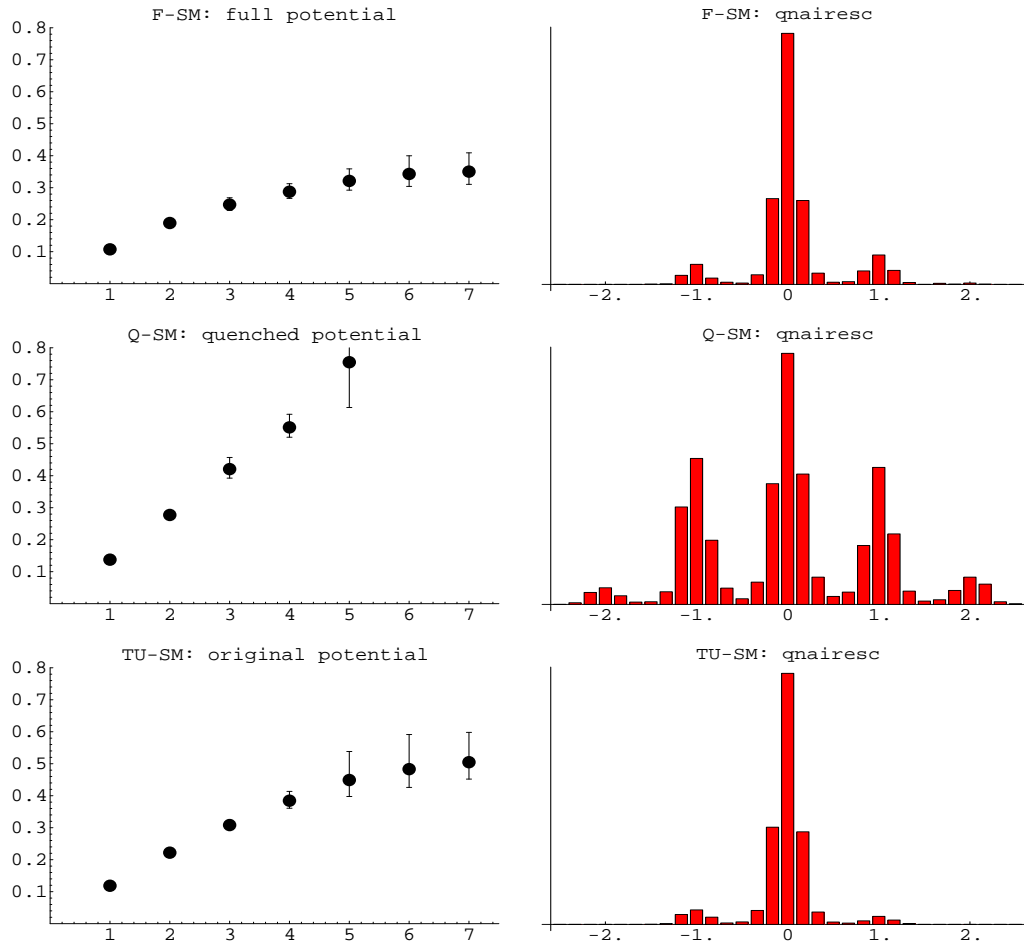 F-SM: full potential
0.8
0.7
0.6
0.5
0.4
0.3
0.2
0.1
1 2 3 4 5 6 7
F-SM: qnairesc
-2. -1. 0 1. 2.
Q-SM: quenched potential
0.8
0.7
0.6
0.5
0.4
0.3
0.2
0.1
1 2 3 4 5 6 7
Q-SM: qnairesc
-2. -1. 0 1. 2.
TU-SM: original potential
0.8
0.7
0.6
0.5
0.4
0.3
0.2
0.1
1 2 3 4 5 6 7
TU-SM: qnairesc
-2. -1. 0 1. 2.